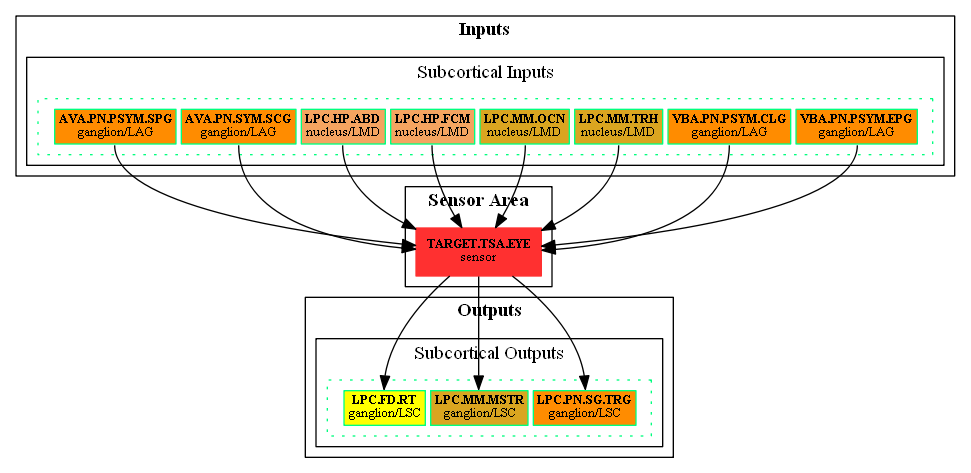 Inputs
Subcortical Inputs
AVA.PN.PSYM.SPG
ganglion/LAG
AVA.PN.SYM.SCG
ganglion/LAG
LPC.HP.ABD
nucleus/LMD
LPC.HP.FCM
nucleus/LMD
LPC.MM.OCN
nucleus/LMD
LPC.MM.TRH
nucleus/LMD
VBA.PN.PSYM.CLG
ganglion/LAG
VBA.PN.PSYM.EPG
ganglion/LAG
Sensor Area
TARGET.TSA.EYE
sensor
Outputs
Subcortical Outputs
LPC.FD.RT
ganglion/LSC
LPC.MM.MSTR
ganglion/LSC
LPC.PN.SG.TRG
ganglion/LSC